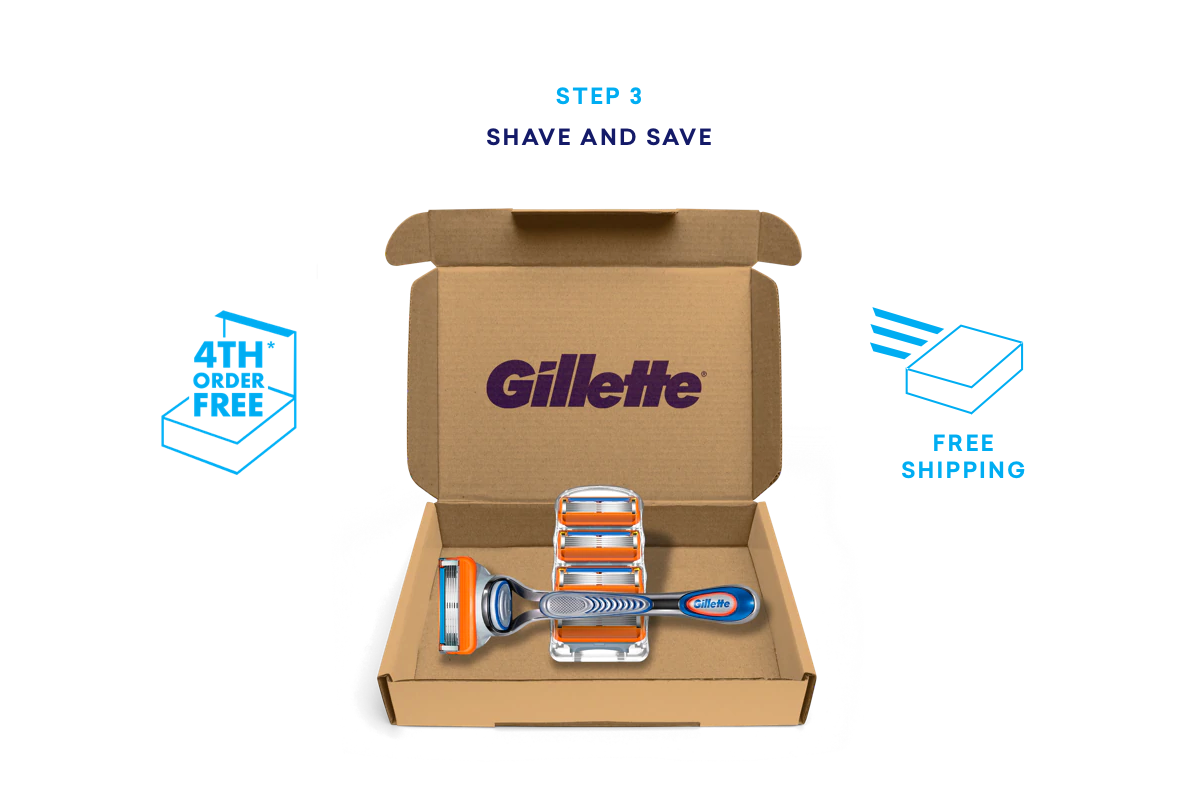 STEP 3
SHAVE AND SAVE
Gillette®
4TH*
ORDER
FREE
FREE
SHIPPING
Gillette